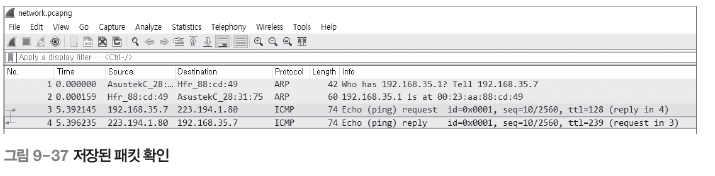 network.pcapng
File Edit View Go Capture Analyze Statistics Telephony Wireless Tools Help
Apply a display filter ... <Ctrl-/>
No. Time Source Destination Protocol Length Info
1 0.000000 AsustekC_28:... Hfr_88:cd:49 ARP 42 Who has 192.168.35.1? Tell 192.168.35.7
2 0.000159 Hfr_88:cd:49 AsustekC_28:31:75 ARP 60 192.168.35.1 is at 00:23:aa:88:cd:49
3 5.392145 192.168.35.7 223.194.1.80 ICMP 74 Echo (ping) request id=0x0001, seq=10/2560, ttl=128 (reply in 4)
4 5.396235 223.194.1.80 192.168.35.7 ICMP 74 Echo (ping) reply id=0x0001, seq=10/2560, ttl=239 (request in 3)
그림 9-37 저장된 패킷 확인